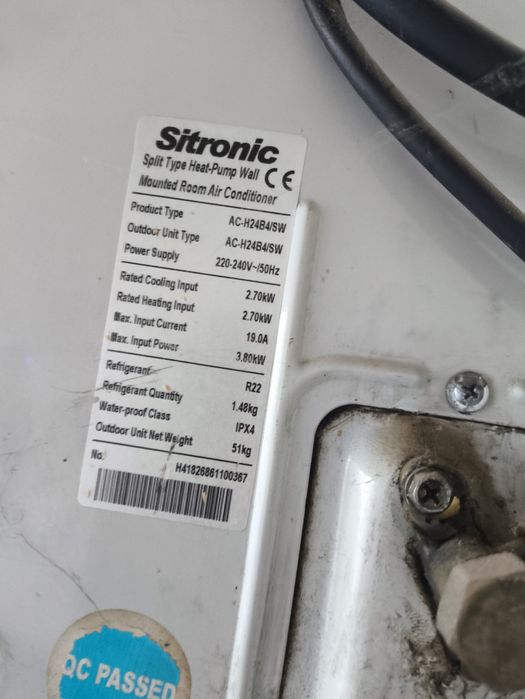 Sitronic
Split Type Heat-Pump Wall CE
Mounted Room Air Conditioner
Product Type AC-H24B4/SW
Outdoor Unit Type AC-H24B4/SW
Power Supply 220-240V~/50Hz
Rated Cooling Input 2.70kW
Rated Heating Input 2.70kW
Max. Input Current 19.0A
Max. Input Power 3.80kW
Refrigerant R22
Refrigerant Quantity 1.48kg
Water-proof Class IPX4
Outdoor Unit Net Weight 51kg
No. H41826861100367
QC PASSED